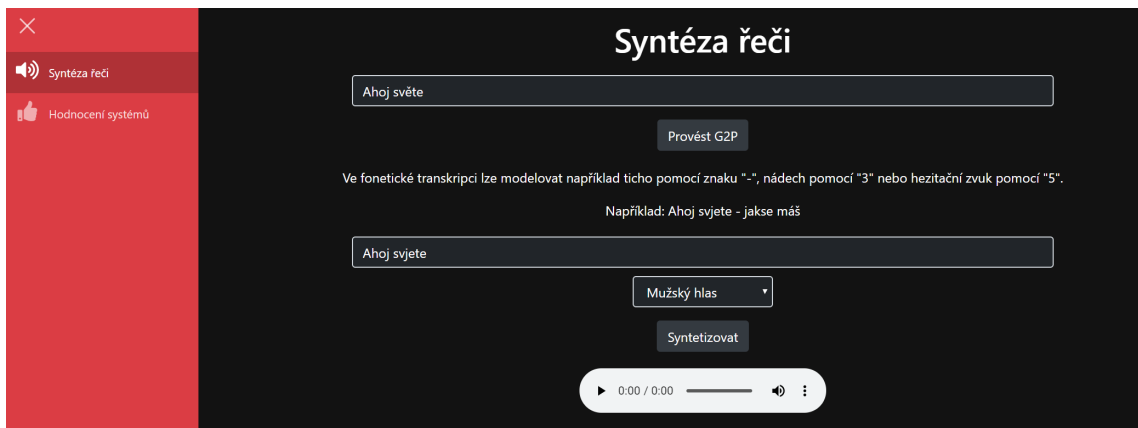 Syntéza řeči
Hodnocení systémů
Syntéza řeči
Ahoj světe
Provést G2P
Ve fonetické transkripci lze modelovat například ticho pomocí znaku "-", nádech pomocí "3" nebo hezitační zvuk pomocí "5".
Například: Ahoj svjete - jakse máš
Ahoj svjete
Mužský hlas
Syntetizovat
0:00 / 0:00